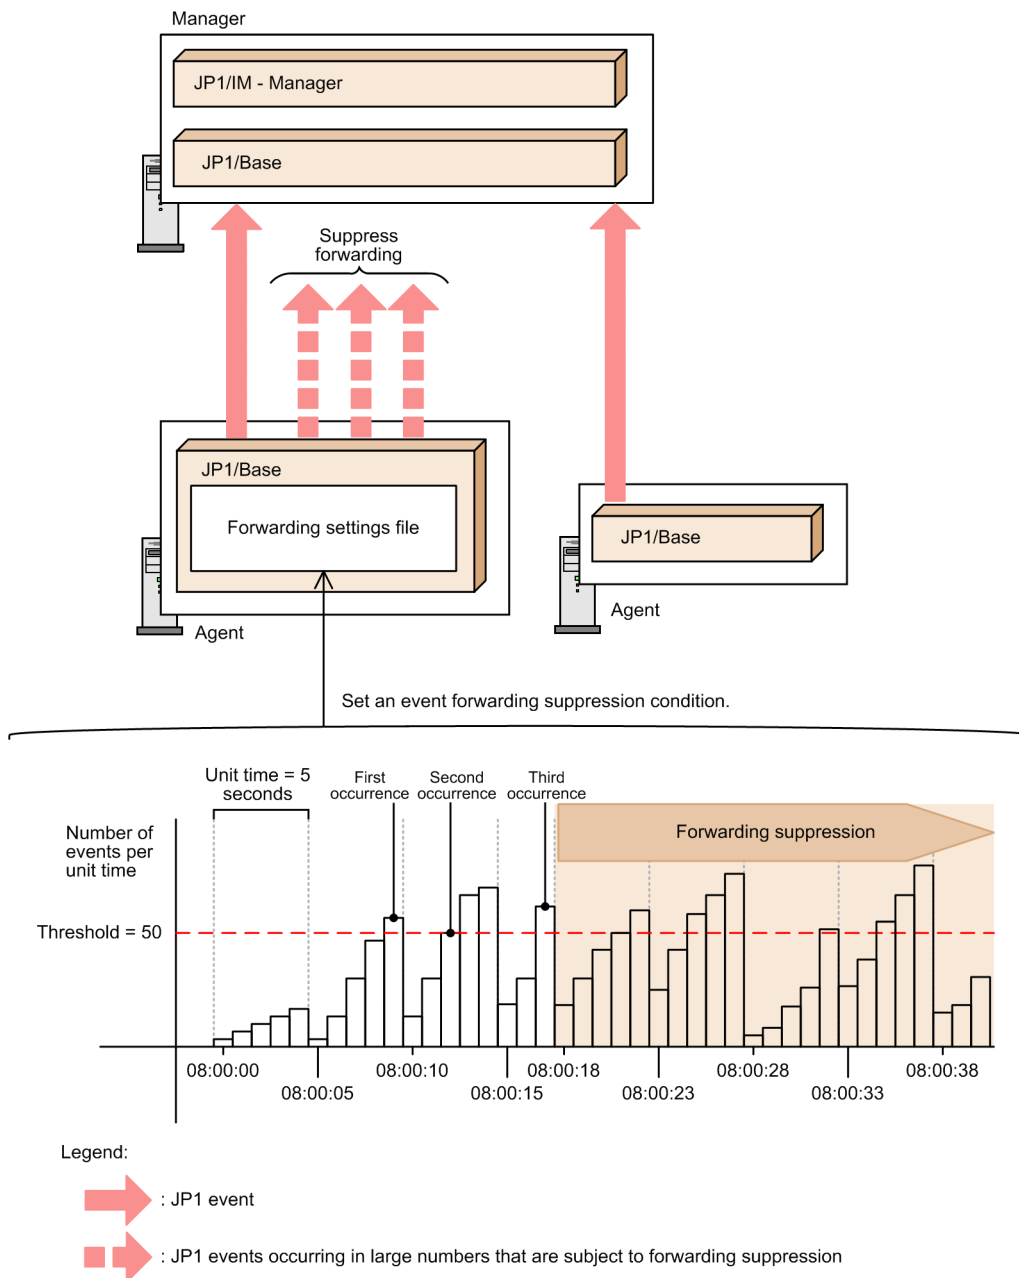 Manager
JP1/IM - Manager
JP1/Base
Suppress
forwarding
JP1/Base
Forwarding settings file
Agent
JP1/Base
Agent
Set an event forwarding suppression condition.
Unit time = 5
seconds
First
occurrence
Second
occurrence
Third
occurrence
Number of
events per
unit time
Forwarding suppression
Threshold = 50
08:00:00
08:00:05
08:00:10
08:00:15
08:00:18
08:00:23
08:00:28
08:00:33
08:00:38
Legend:
: JP1 event
: JP1 events occurring in large numbers that are subject to forwarding suppression